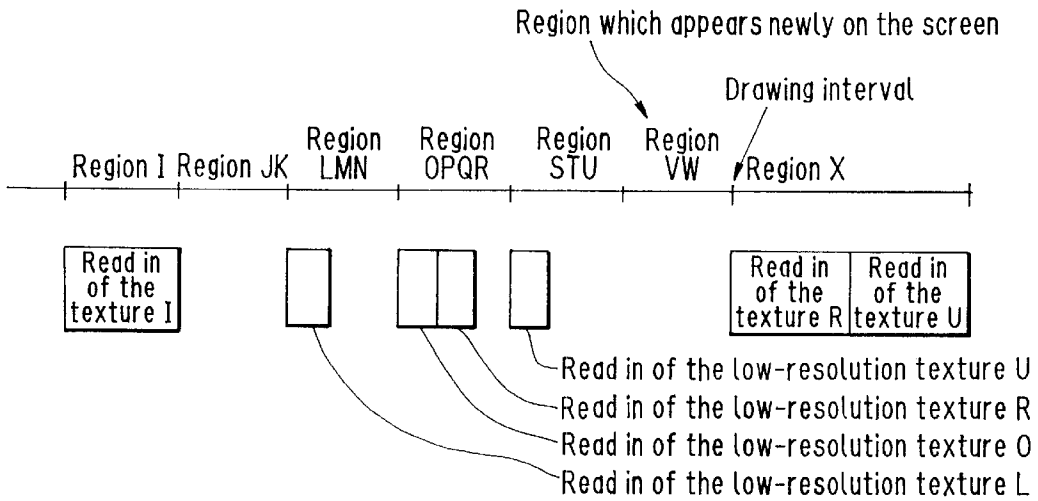 Region which appears newly on the screen
Drawing interval
Region I
Region JK
Region
LMN
Region
OPQR
Region
STU
Region
VW
Region X
Read in
of the
texture I
Read in
of the
texture R
Read in
of the
texture U
Read in of the low-resolution texture U
Read in of the low-resolution texture R
Read in of the low-resolution texture O
Read in of the low-resolution texture L